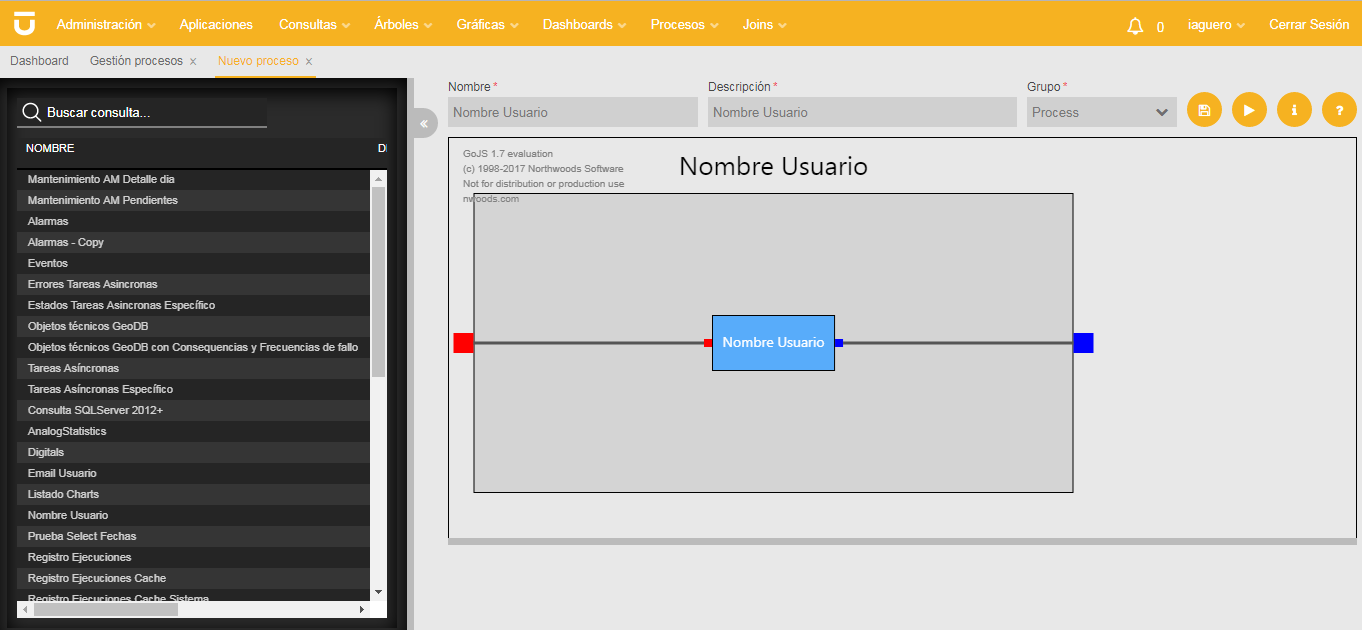 Administración Aplicaciones Consultas Árboles Gráficas Dashboards Procesos Joins 0 iaguero Cerrar Sesión
Dashboard Gestión procesos x Nuevo proceso x
Buscar consulta...
NOMBRE
Mantenimiento AM Detalle dia
Mantenimiento AM Pendientes
Alarmas
Alarmas - Copy
Eventos
Errores Tareas Asincronas
Estados Tareas Asincronas Específico
Objetos técnicos GeoDB
Objetos técnicos GeoDB con Consequencias y Frecuencias de fallo
Tareas Asíncronas
Tareas Asíncronas Específico
Consulta SQLServer 2012+
AnalogStatistics
Digitals
Email Usuario
Listado Charts
Nombre Usuario
Prueba Select Fechas
Registro Ejecuciones
Registro Ejecuciones Cache
Registro Ejecuciones Cache Sistema
«
Nombre * Descripción * Grupo *
Nombre Usuario Nombre Usuario Process i ?
GoJS 1.7 evaluation
(c) 1998-2017 Northwoods Software
Not for distribution or production use
nwoods.com
Nombre Usuario
Nombre Usuario